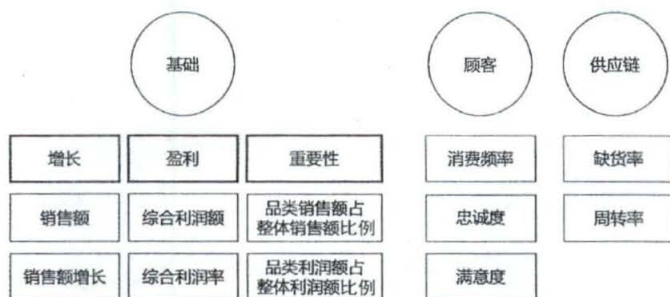 基础
顾客
供应链
增长
盈利
重要性
消费频率
缺货率
销售额
综合利润额
品类销售额占
整体销售额比例
忠诚度
周转率
销售额增长
综合利润率
品类利润额占
整体利润额比例
满意度